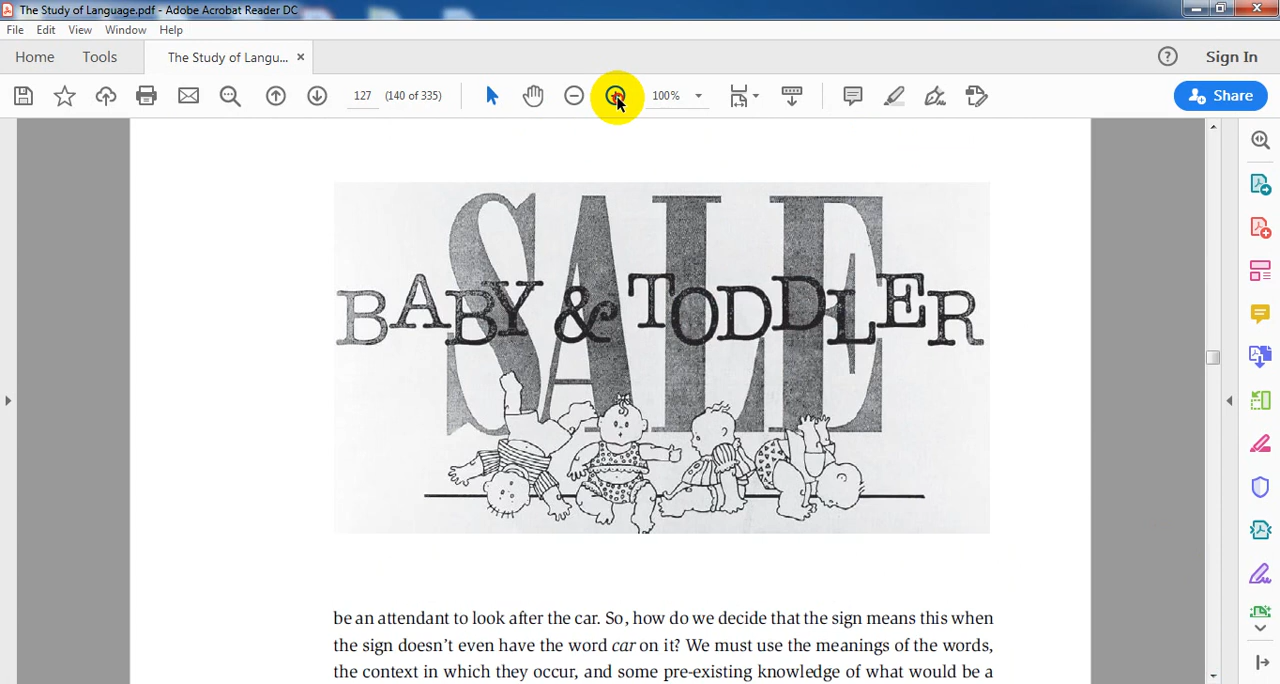 The Study of Language.pdf - Adobe Acrobat Reader DC
File Edit View Window Help
Home Tools The Study of Langu... Sign In
127 (140 of 335) 100% Share
SALE
BABY & TODDLER
be an attendant to look after the car. So, how do we decide that the sign means this when
the sign doesn't even have the word car on it? We must use the meanings of the words,
the context in which they occur, and some pre-existing knowledge of what would be a